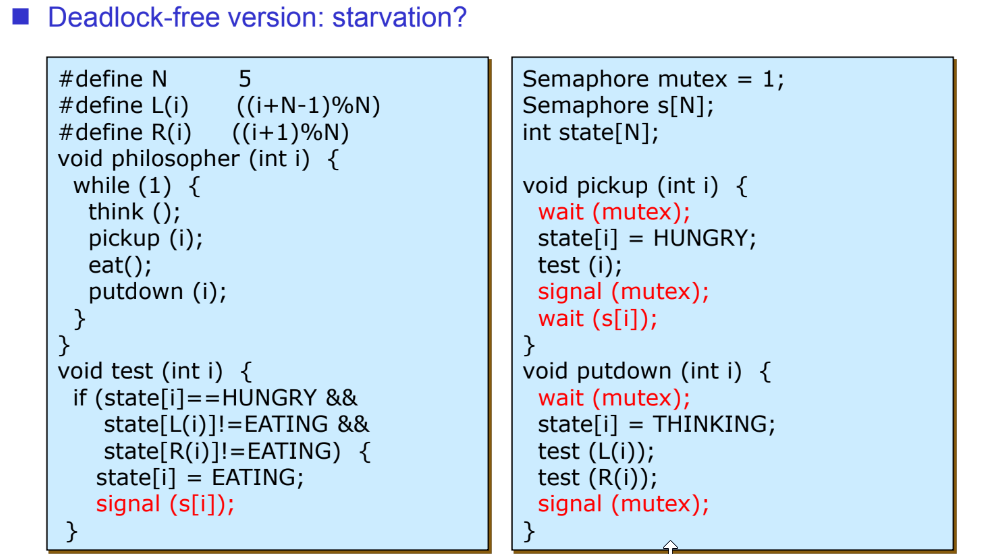 Deadlock-free version: starvation?
#define N 5
#define L(i) ((i+N-1)%N)
#define R(i) ((i+1)%N)
void philosopher (int i) {
while (1) {
think ();
pickup (i);
eat();
putdown (i);
}
}
void test (int i) {
if (state[i]==HUNGRY &&
state[L(i)]!=EATING &&
state[R(i)]!=EATING) {
state[i] = EATING;
signal (s[i]);
}
Semaphore mutex = 1;
Semaphore s[N];
int state[N];
void pickup (int i) {
wait (mutex);
state[i] = HUNGRY;
test (i);
signal (mutex);
wait (s[i]);
}
void putdown (int i) {
wait (mutex);
state[i] = THINKING;
test (L(i));
test (R(i));
signal (mutex);
}